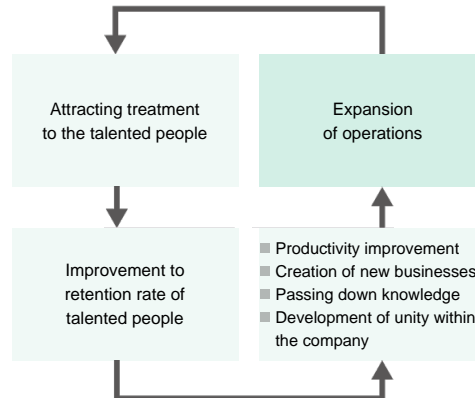 Attracting treatment
to the talented people
Expansion
of operations
Improvement to
retention rate of
talented people
Productivity improvement
Creation of new businesses
Passing down knowledge
Development of unity within
the company